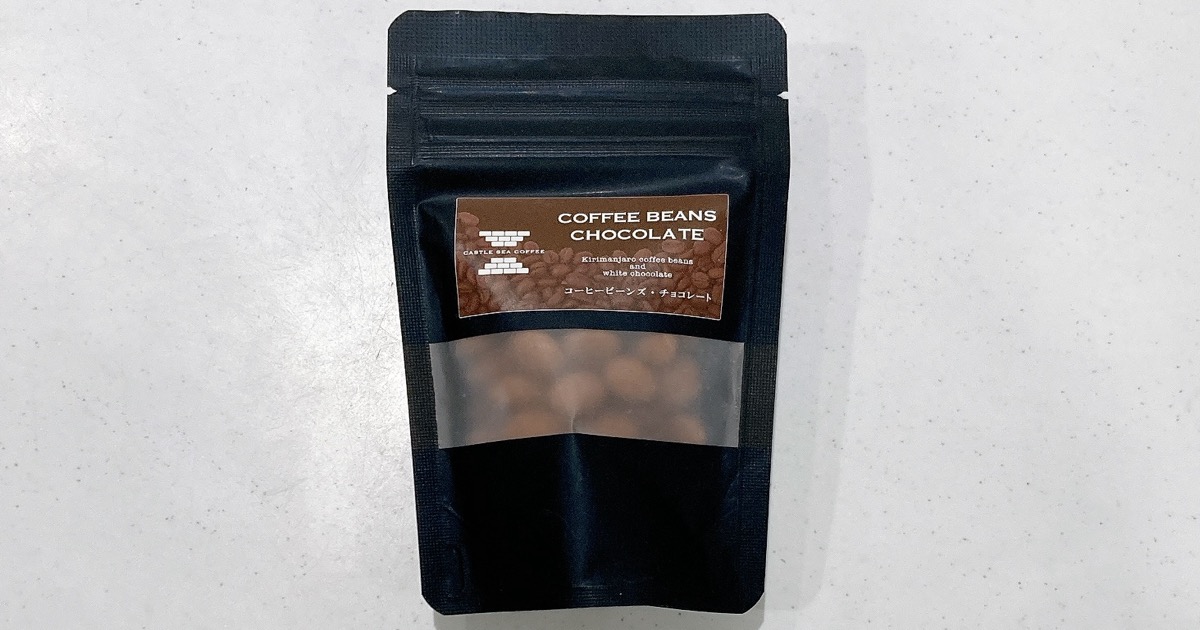 COFFEE BEANS
CHOCOLATE
CASTLE SEA COFFEE
Kirimanjaro coffee beans
and
white chocolate
コーヒービーンズ・チョコレート